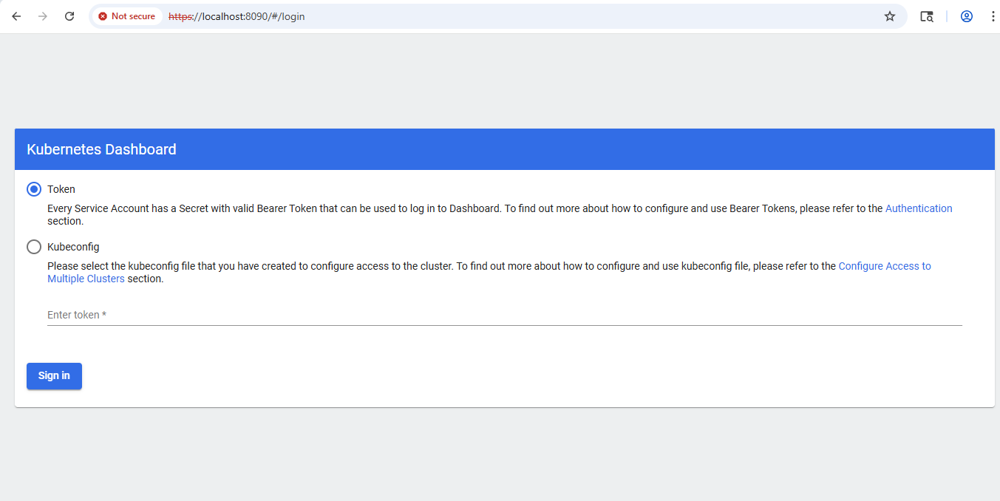 Not secure https://localhost:8090/#/login
Kubernetes Dashboard
Token
Every Service Account has a Secret with valid Bearer Token that can be used to log in to Dashboard. To find out more about how to configure and use Bearer Tokens, please refer to the Authentication
section.
Kubeconfig
Please select the kubeconfig file that you have created to configure access to the cluster. To find out more about how to configure and use kubeconfig file, please refer to the Configure Access to
Multiple Clusters section.
Enter token *
Sign in